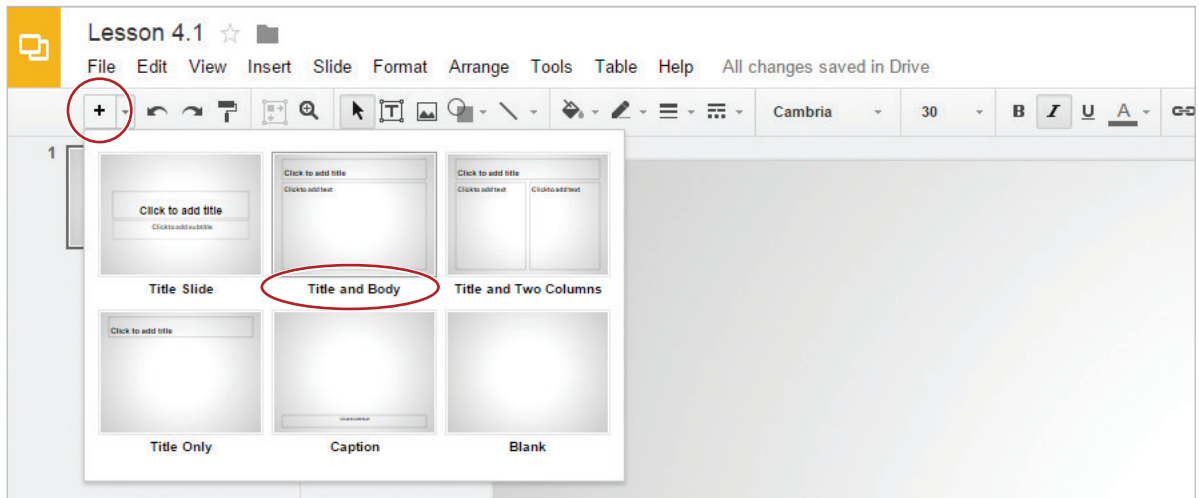 Lesson 4.1
File Edit View Insert Slide Format Arrange Tools Table Help All changes saved in Drive
+ Cambria 30 B I U A
1
Click to add title
Click to add subtitle
Title Slide
Click to add title
Click to add text
Title and Body
Click to add title
Click to add text Click to add text
Title and Two Columns
Click to add title
Title Only
Caption
Blank